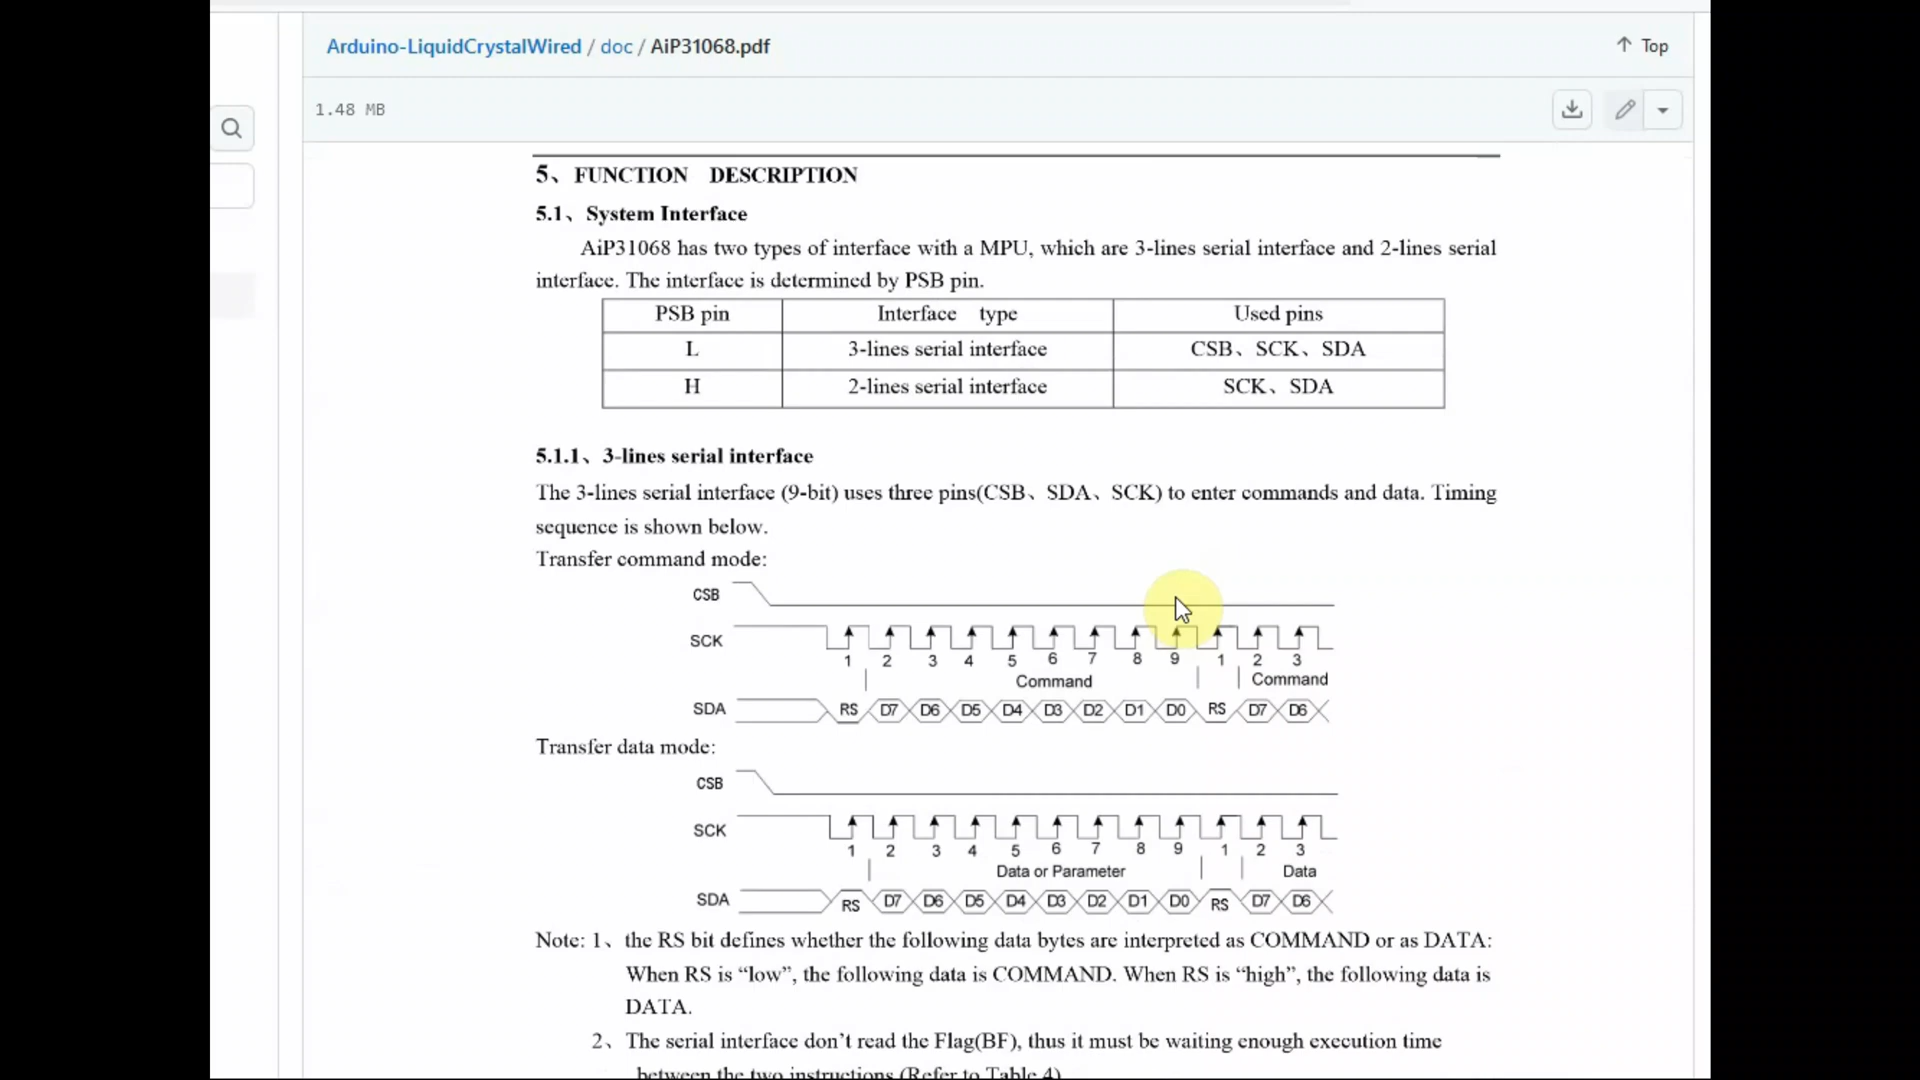 Arduino-LiquidCrystalWired / doc / AiP31068.pdf
Top
1.48 MB
5、FUNCTION DESCRIPTION
5.1、System Interface
AiP31068 has two types of interface with a MPU, which are 3-lines serial interface and 2-lines serial
interface. The interface is determined by PSB pin.
PSB pin Interface type Used pins
L 3-lines serial interface CSB、SCK、SDA
H 2-lines serial interface SCK、SDA
5.1.1、3-lines serial interface
The 3-lines serial interface (9-bit) uses three pins(CSB、SDA、SCK) to enter commands and data. Timing
sequence is shown below.
Transfer command mode:
CSB
SCK
1 2 3 4 5 6 7 8 9 1 2 3
Command Command
SDA RS D7 D6 D5 D4 D3 D2 D1 D0 RS D7 D6
Transfer data mode:
CSB
SCK
1 2 3 4 5 6 7 8 9 1 2 3
Data or Parameter Data
SDA RS D7 D6 D5 D4 D3 D2 D1 D0 RS D7 D6
Note: 1、the RS bit defines whether the following data bytes are interpreted as COMMAND or as DATA:
When RS is “low”, the following data is COMMAND. When RS is “high”, the following data is
DATA.
2、The serial interface don’t read the Flag(BF), thus it must be waiting enough execution time
between the two instructions (Refer to Table 4)